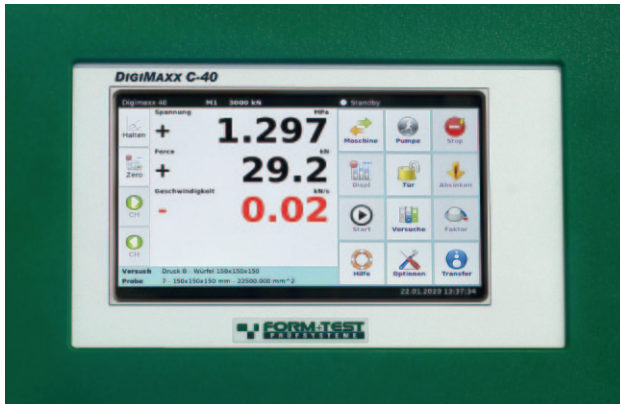 DIGIMAXX C-40
Digimaxx 40 M1 3000 kN Standby
Spannung MPa
+ 1.297
Force kN
+ 29.2
Geschwindigkeit kN/s
- 0.02
Halten
Zero
CH
CH
Maschine Pumpe Stop
Displ Tür Absinken
Start Versuche Faktor
Hilfe Optionen Transfer
Versuch Druck B - Würfel 150x150x150
Probe 7 - 150x150x150 mm - 22500.000 mm^2
22.01.2019 13:37:34
FORM+TEST
PRÜFSYSTEME